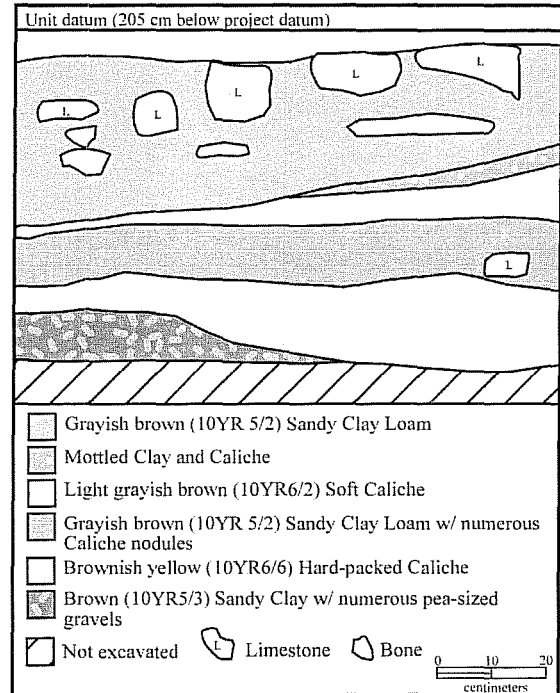 Unit datum (205 cm below project datum)
L
L
L
L
L
L
Grayish brown (10YR 5/2) Sandy Clay Loam
Mottled Clay and Caliche
Light grayish brown (10YR6/2) Soft Caliche
Grayish brown (10YR 5/2) Sandy Clay Loam w/ numerous
Caliche nodules
Brownish yellow (10YR6/6) Hard-packed Caliche
Brown (10YR5/3) Sandy Clay w/ numerous pea-sized
gravels
Not excavated L Limestone Bone
0 10 20
centimeters